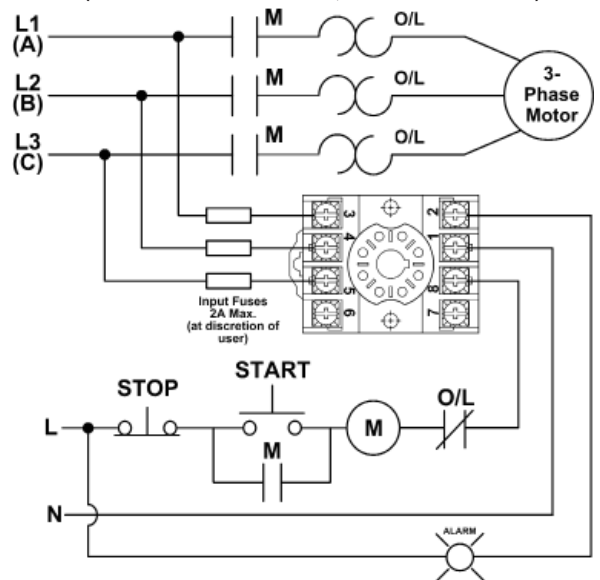 L1
(A)
M
O/L
L2
(B)
M
O/L
3-
Phase
Motor
L3
(C)
M
O/L
3
2
4
1
5
8
6
7
Input Fuses
2A Max.
(at discretion of
user)
STOP
START
O/L
L
M
M
N
ALARM